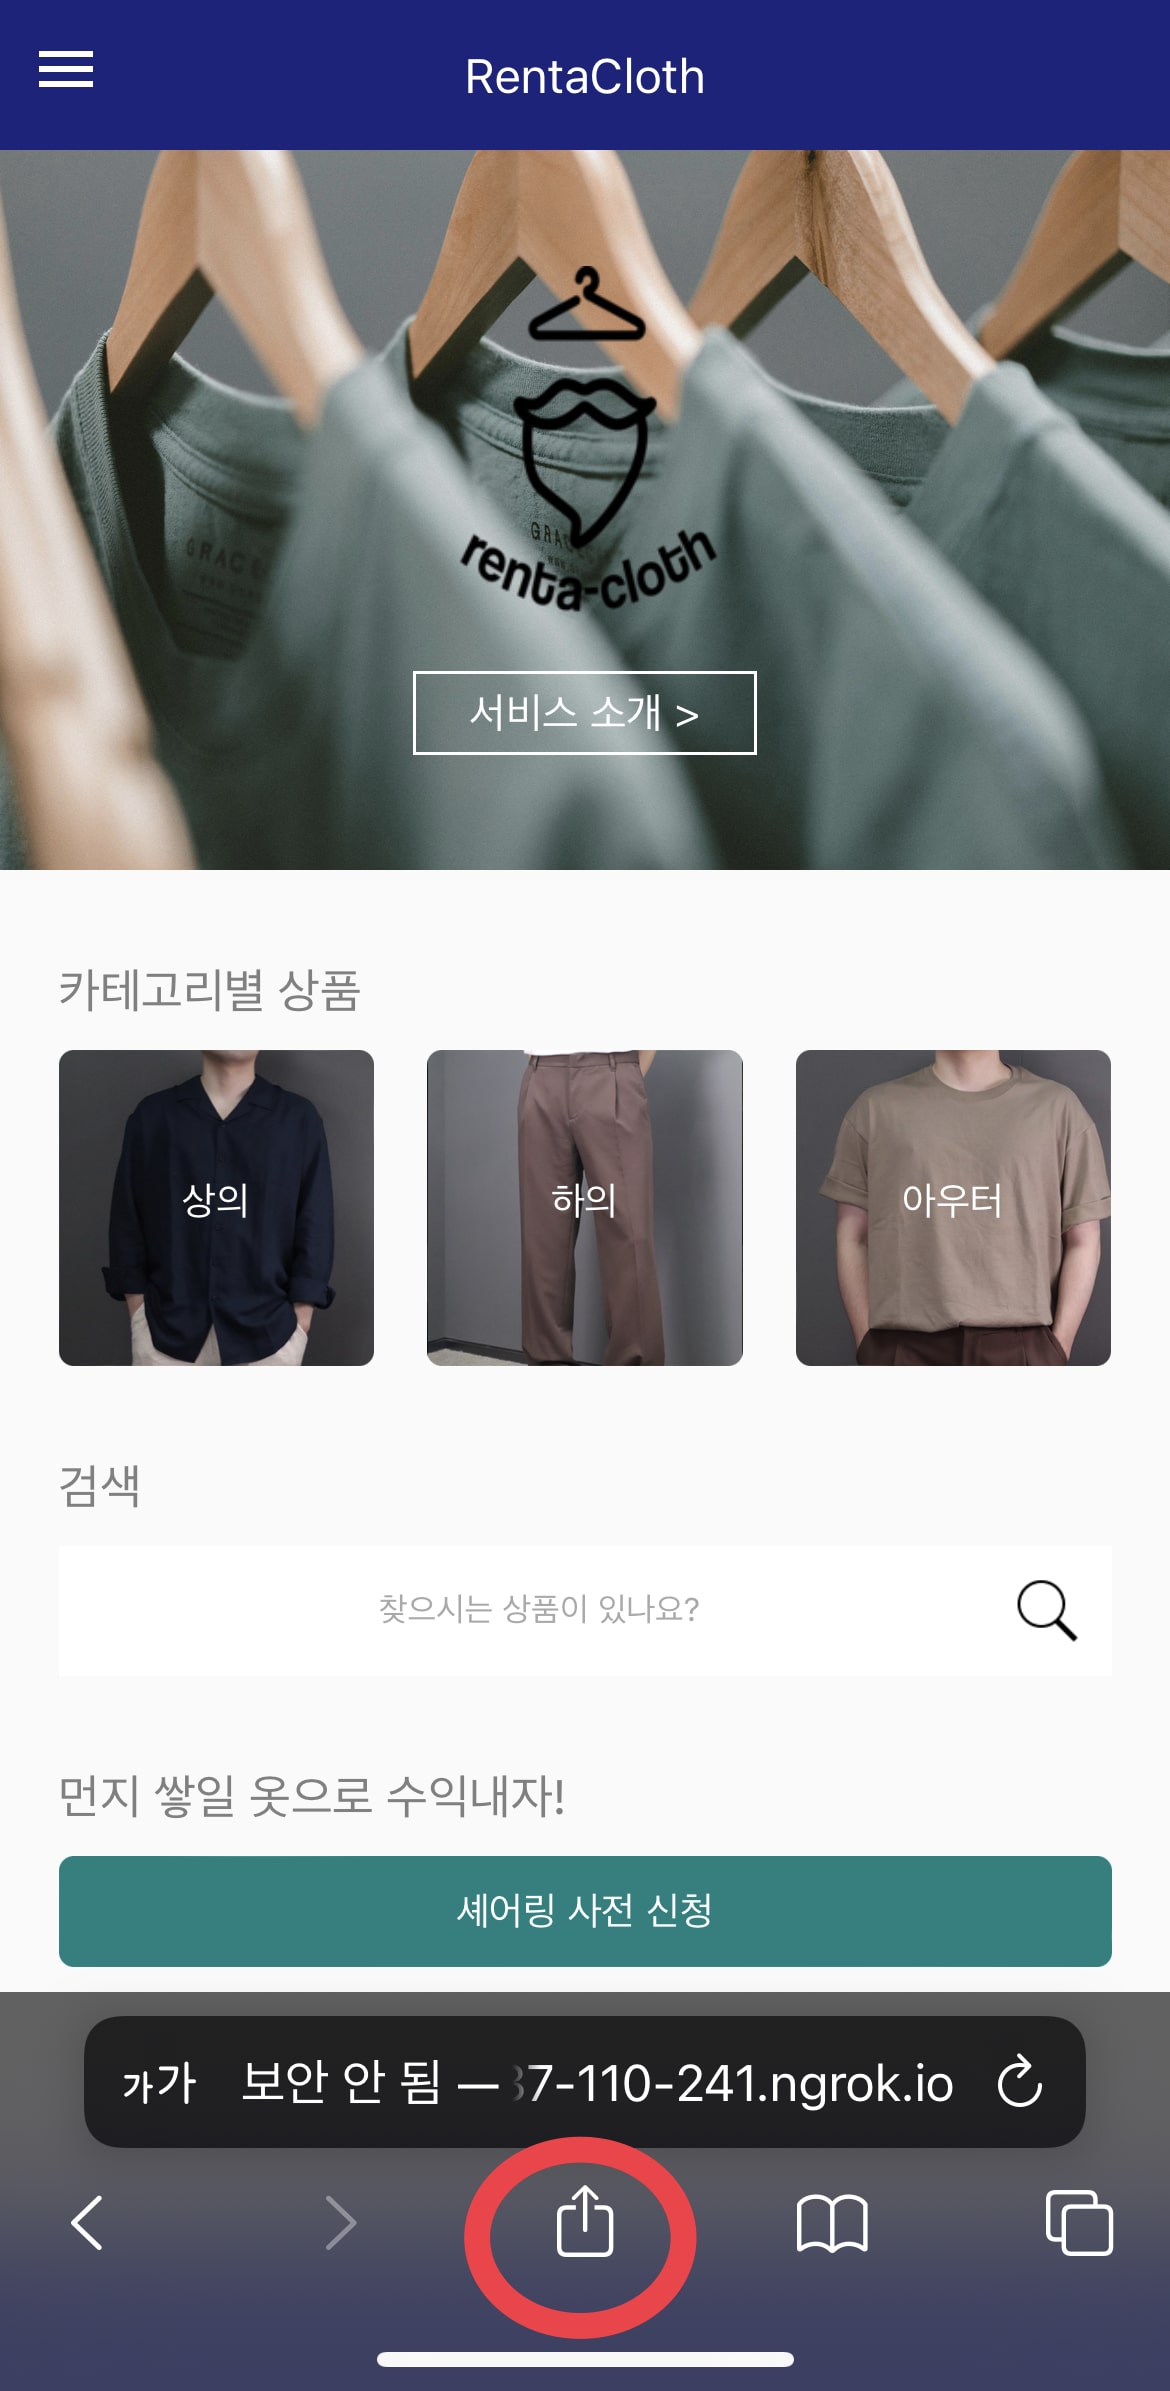 RentaCloth
GRAC
GRAC
renta-cloth
서비스 소개 >
카테고리별 상품
상의
하의
아우터
검색
찾으시는 상품이 있나요?
먼지 쌓일 옷으로 수익내자!
셰어링 사전 신청
가가 보안 안 됨 — 37-110-241.ngrok.io